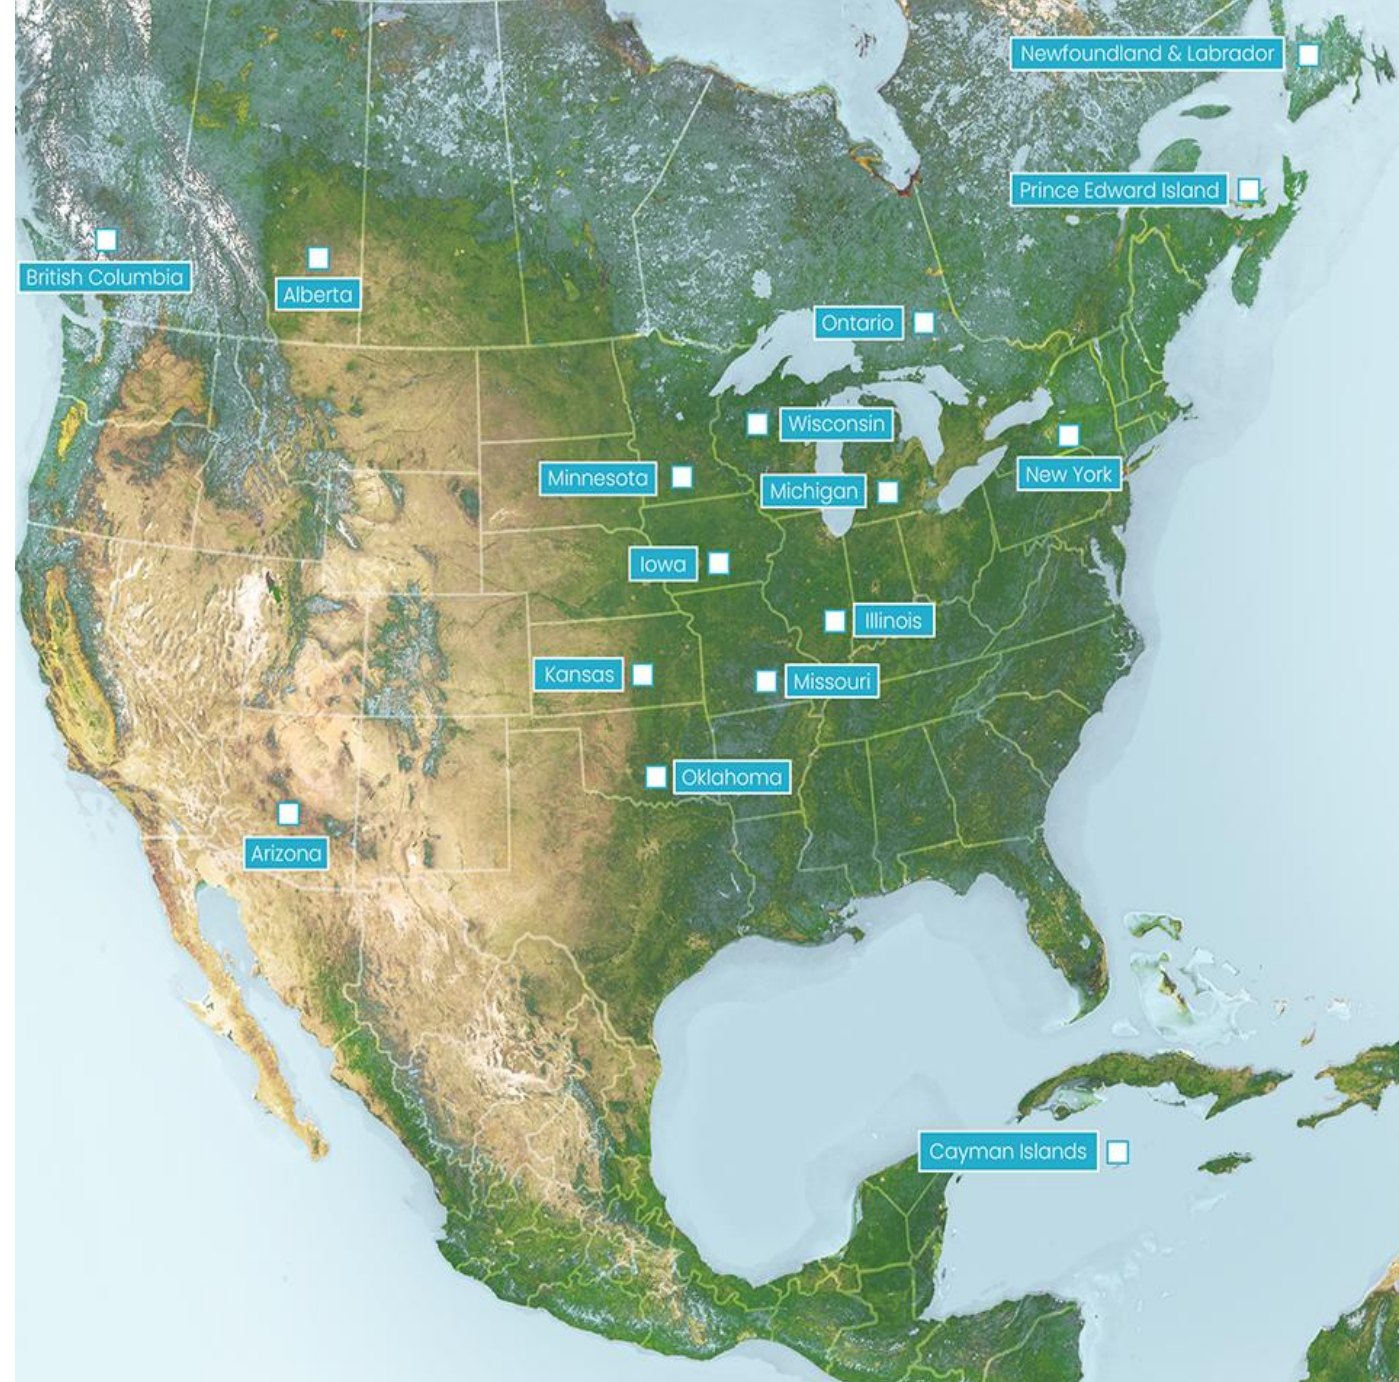 Newfoundland & Labrador
Prince Edward Island
British Columbia
Alberta
Ontario
Wisconsin
New York
Minnesota
Michigan
Iowa
Illinois
Kansas
Missouri
Oklahoma
Arizona
Cayman Islands